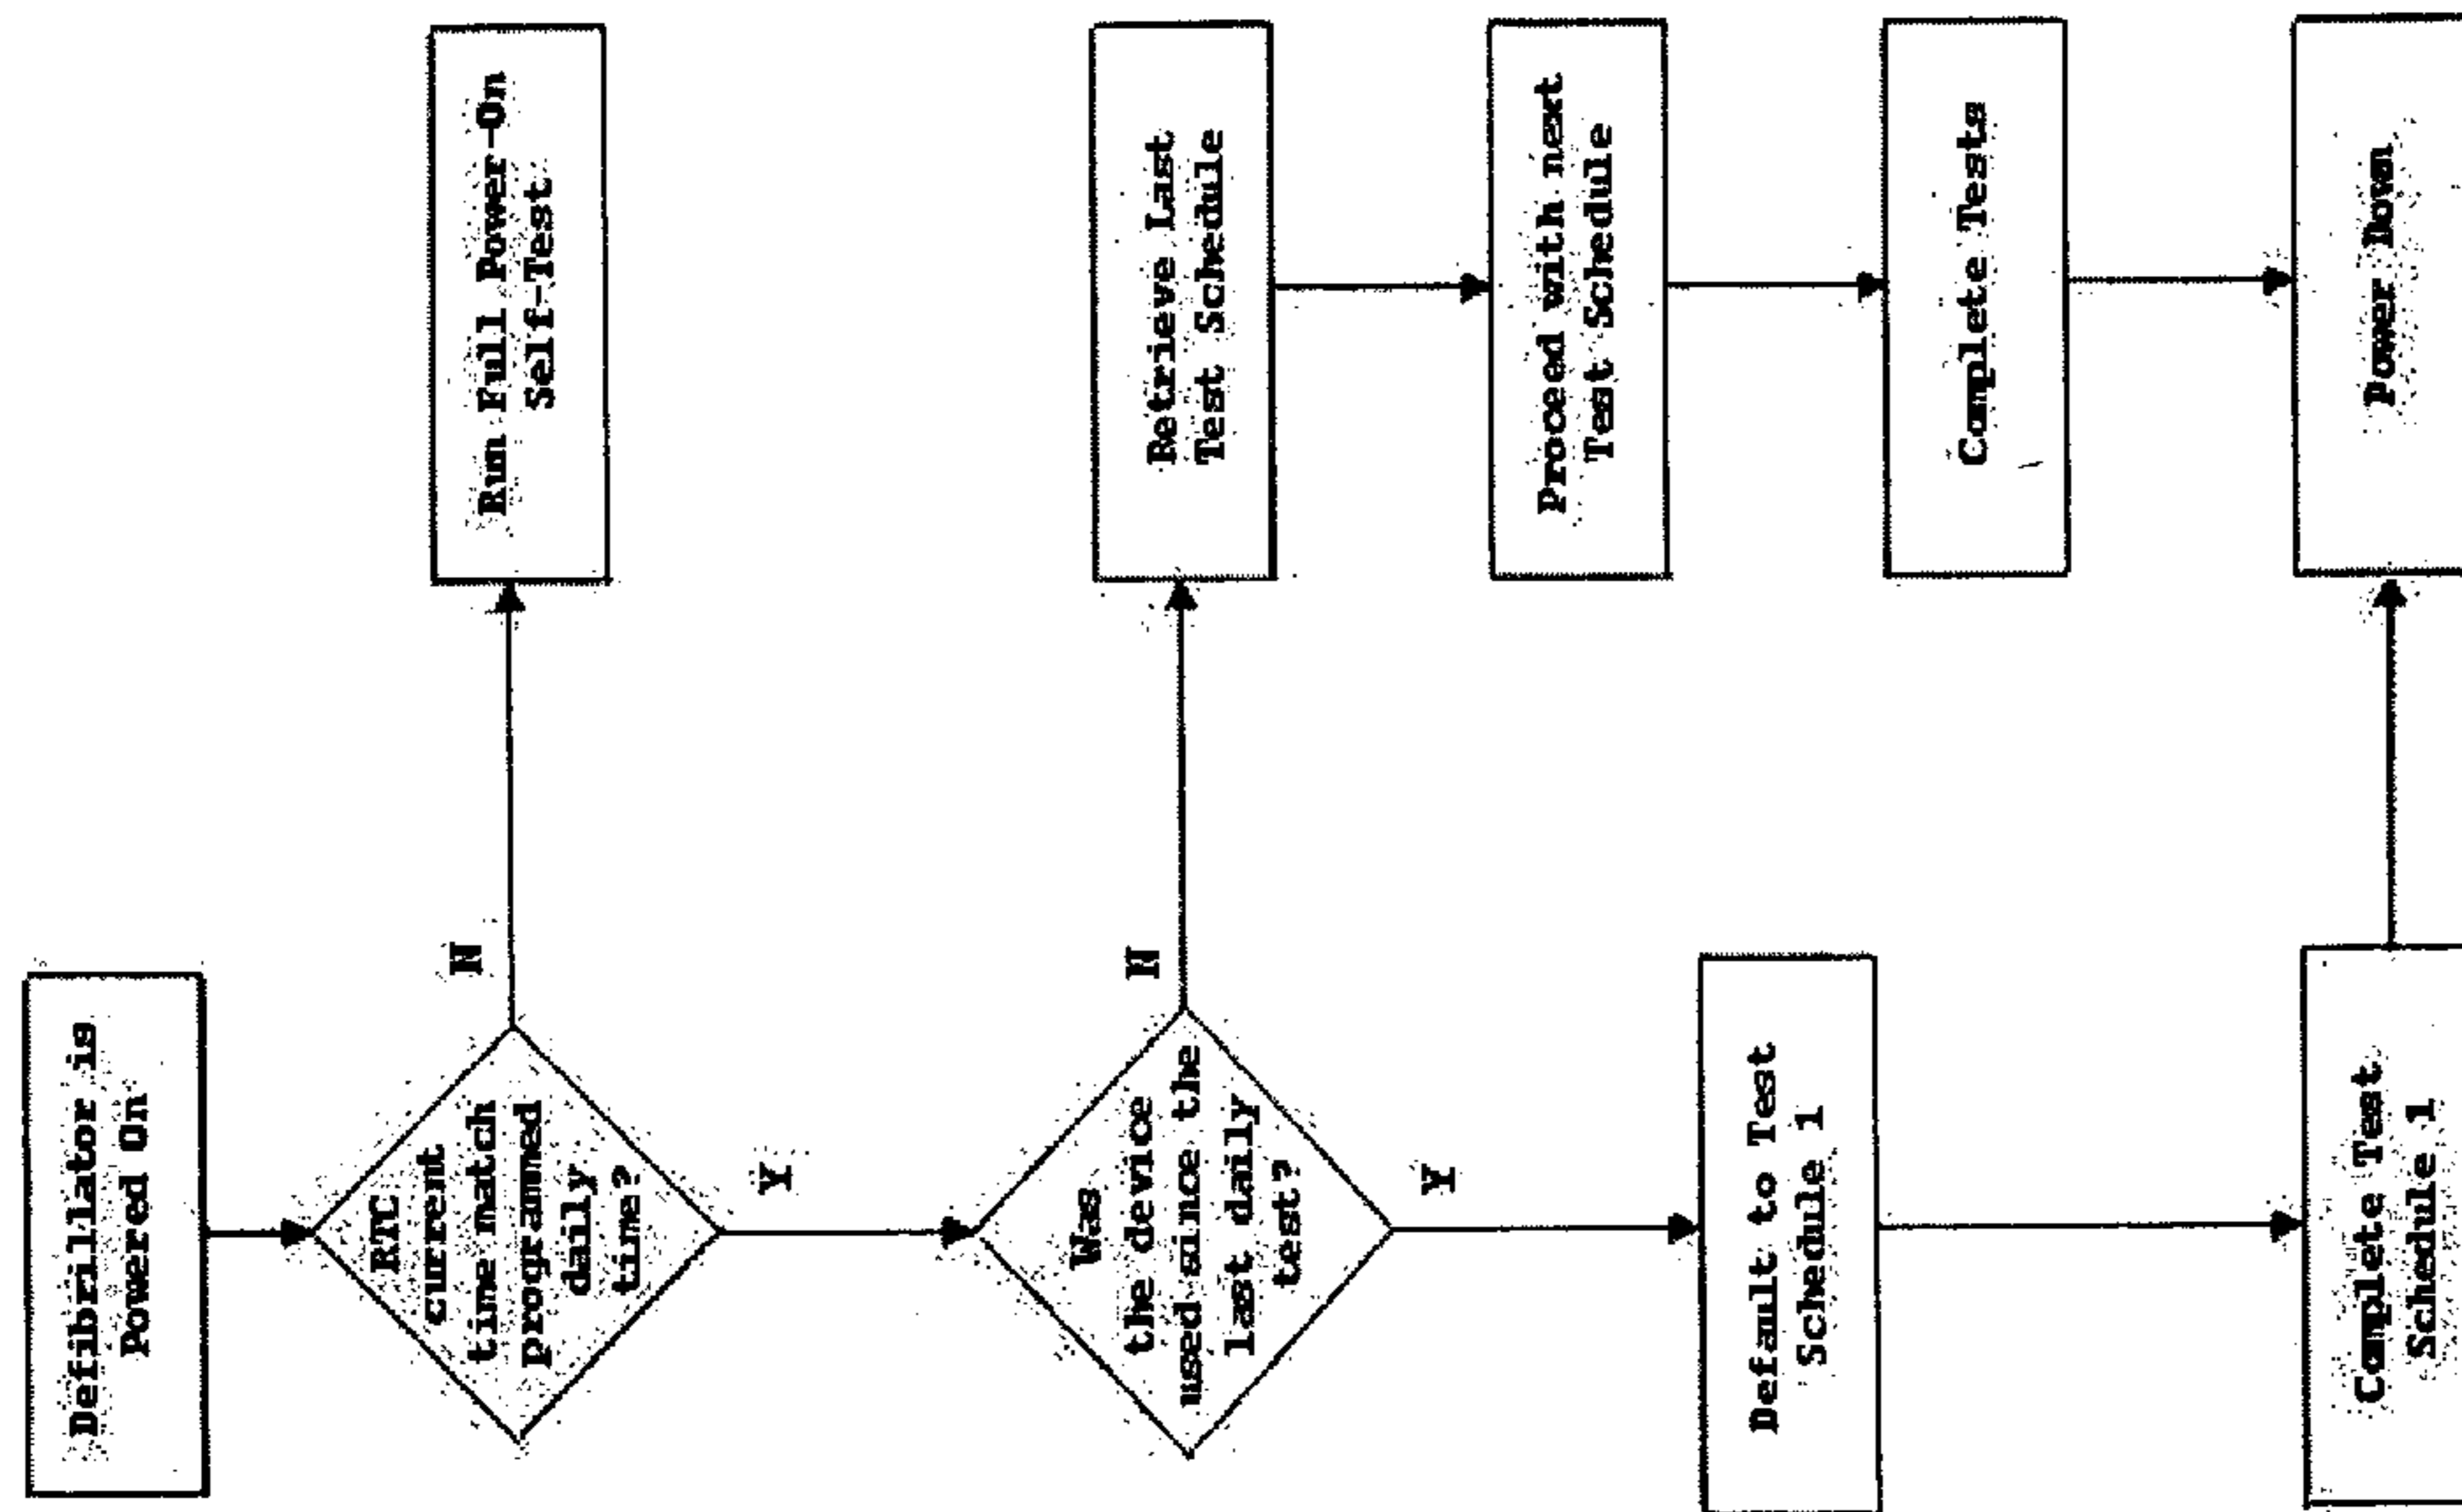 Defibrillator is
Powered On
RTC
current
time match
programmed
daily
time?
N
Run Full Power-On
Self-Test
Y
Was
the device
used since the
last daily
test?
N
Retrieve Last
Test Schedule
Proceed with next
Test Schedule
Complete Tests
Power Down
Y
Default to Test
Schedule 1
Complete Test
Schedule 1